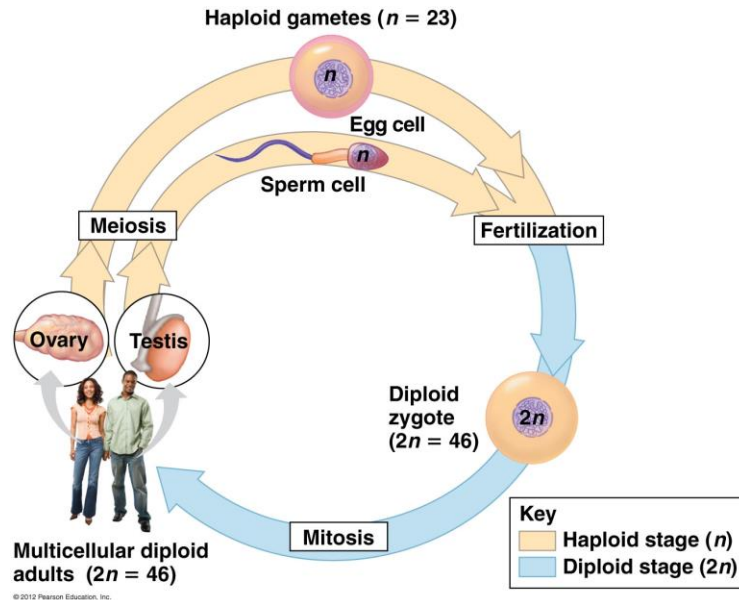 Haploid gametes (n = 23)
n
Egg cell
n
Sperm cell
Meiosis
Fertilization
Ovary
Testis
Diploid
zygote
(2n = 46)
2n
Mitosis
Multicellular diploid
adults (2n = 46)
Key
Haploid stage (n)
Diploid stage (2n)
© 2012 Pearson Education, Inc.